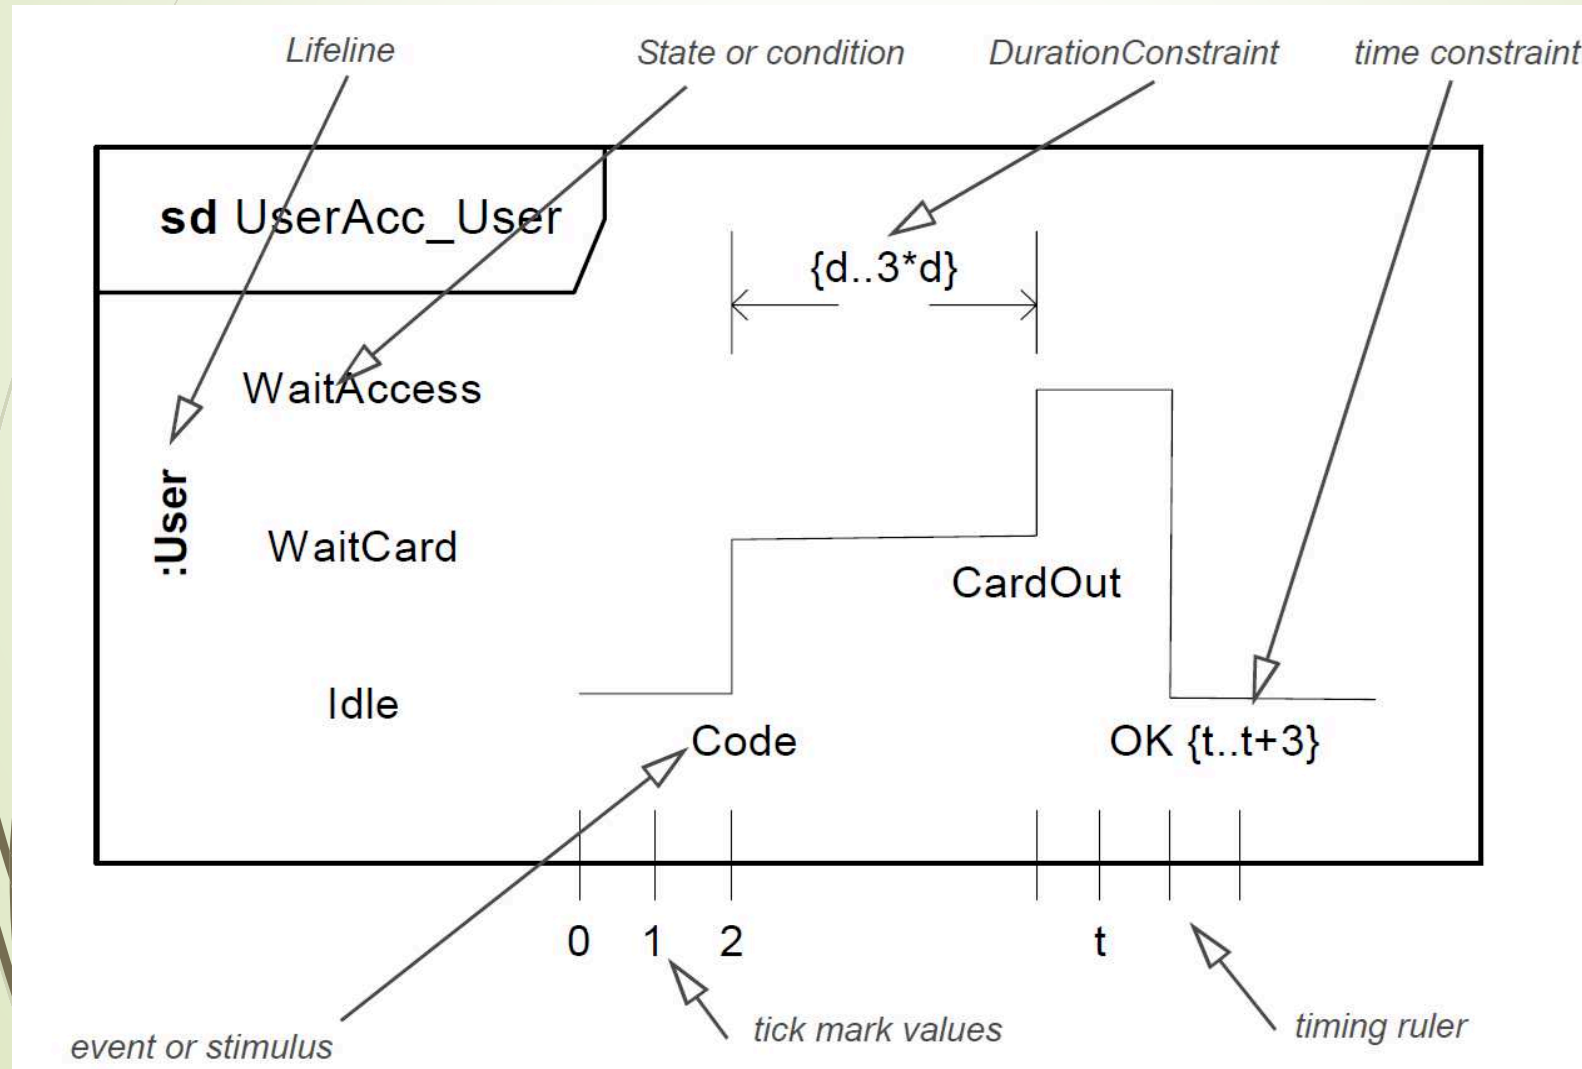 Lifeline
State or condition
DurationConstraint
time constraint
sd UserAcc_User
{d..3*d}
WaitAccess
:User
WaitCard
CardOut
Idle
Code
OK {t..t+3}
0 1 2 t
tick mark values
timing ruler
event or stimulus